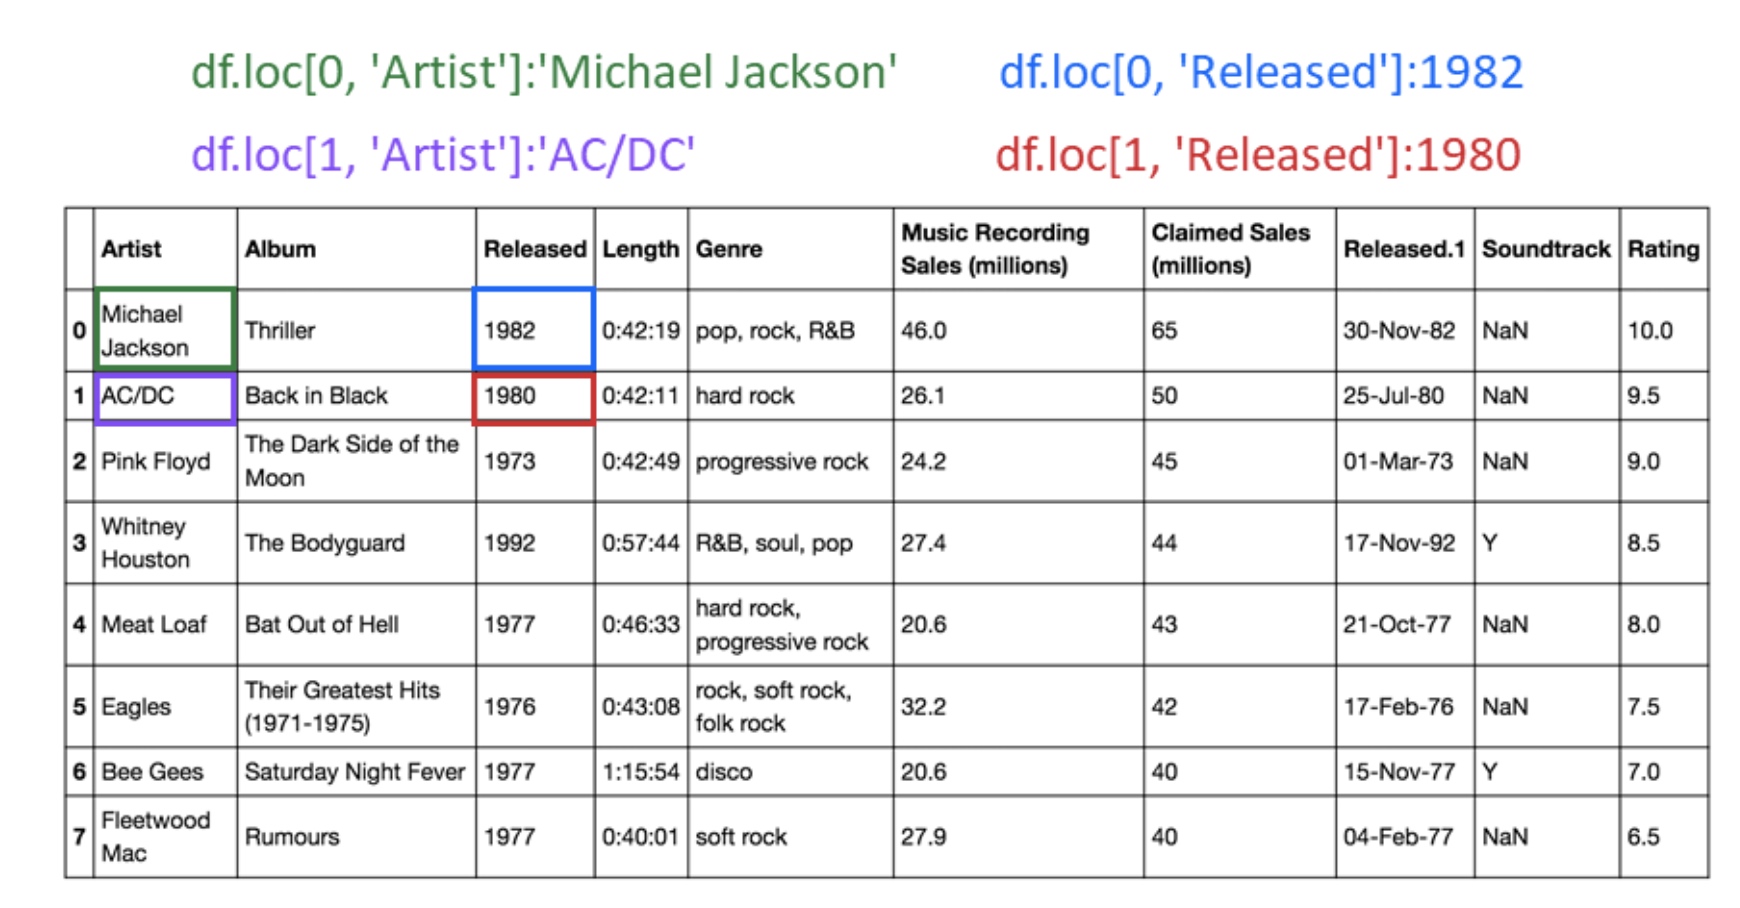 df.loc[0, 'Artist']:'Michael Jackson' df.loc[0, 'Released']:1982
df.loc[1, 'Artist']:'AC/DC' df.loc[1, 'Released']:1980
Artist Album Released Length Genre Music Recording Sales (millions) Claimed Sales (millions) Released.1 Soundtrack Rating
0 Michael Jackson Thriller 1982 0:42:19 pop, rock, R&B 46.0 65 30-Nov-82 NaN 10.0
1 AC/DC Back in Black 1980 0:42:11 hard rock 26.1 50 25-Jul-80 NaN 9.5
2 Pink Floyd The Dark Side of the Moon 1973 0:42:49 progressive rock 24.2 45 01-Mar-73 NaN 9.0
3 Whitney Houston The Bodyguard 1992 0:57:44 R&B, soul, pop 27.4 44 17-Nov-92 Y 8.5
4 Meat Loaf Bat Out of Hell 1977 0:46:33 hard rock, progressive rock 20.6 43 21-Oct-77 NaN 8.0
5 Eagles Their Greatest Hits (1971-1975) 1976 0:43:08 rock, soft rock, folk rock 32.2 42 17-Feb-76 NaN 7.5
6 Bee Gees Saturday Night Fever 1977 1:15:54 disco 20.6 40 15-Nov-77 Y 7.0
7 Fleetwood Mac Rumours 1977 0:40:01 soft rock 27.9 40 04-Feb-77 NaN 6.5